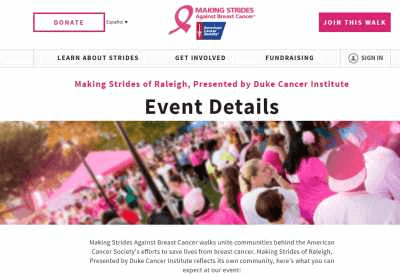 DONATE
Español ▼
MAKING STRIDES
Against Breast Cancer™
American
Cancer
Society®
JOIN THIS WALK
LEARN ABOUT STRIDES
GET INVOLVED
FUNDRAISING
SIGN IN
Making Strides of Raleigh, Presented by Duke Cancer Institute
Event Details
Making Strides Against Breast Cancer walks unite communities behind the American
Cancer Society's efforts to save lives from breast cancer. Making Strides of Raleigh,
Presented by Duke Cancer Institute reflects its own community, here's what you can
expect at our event: